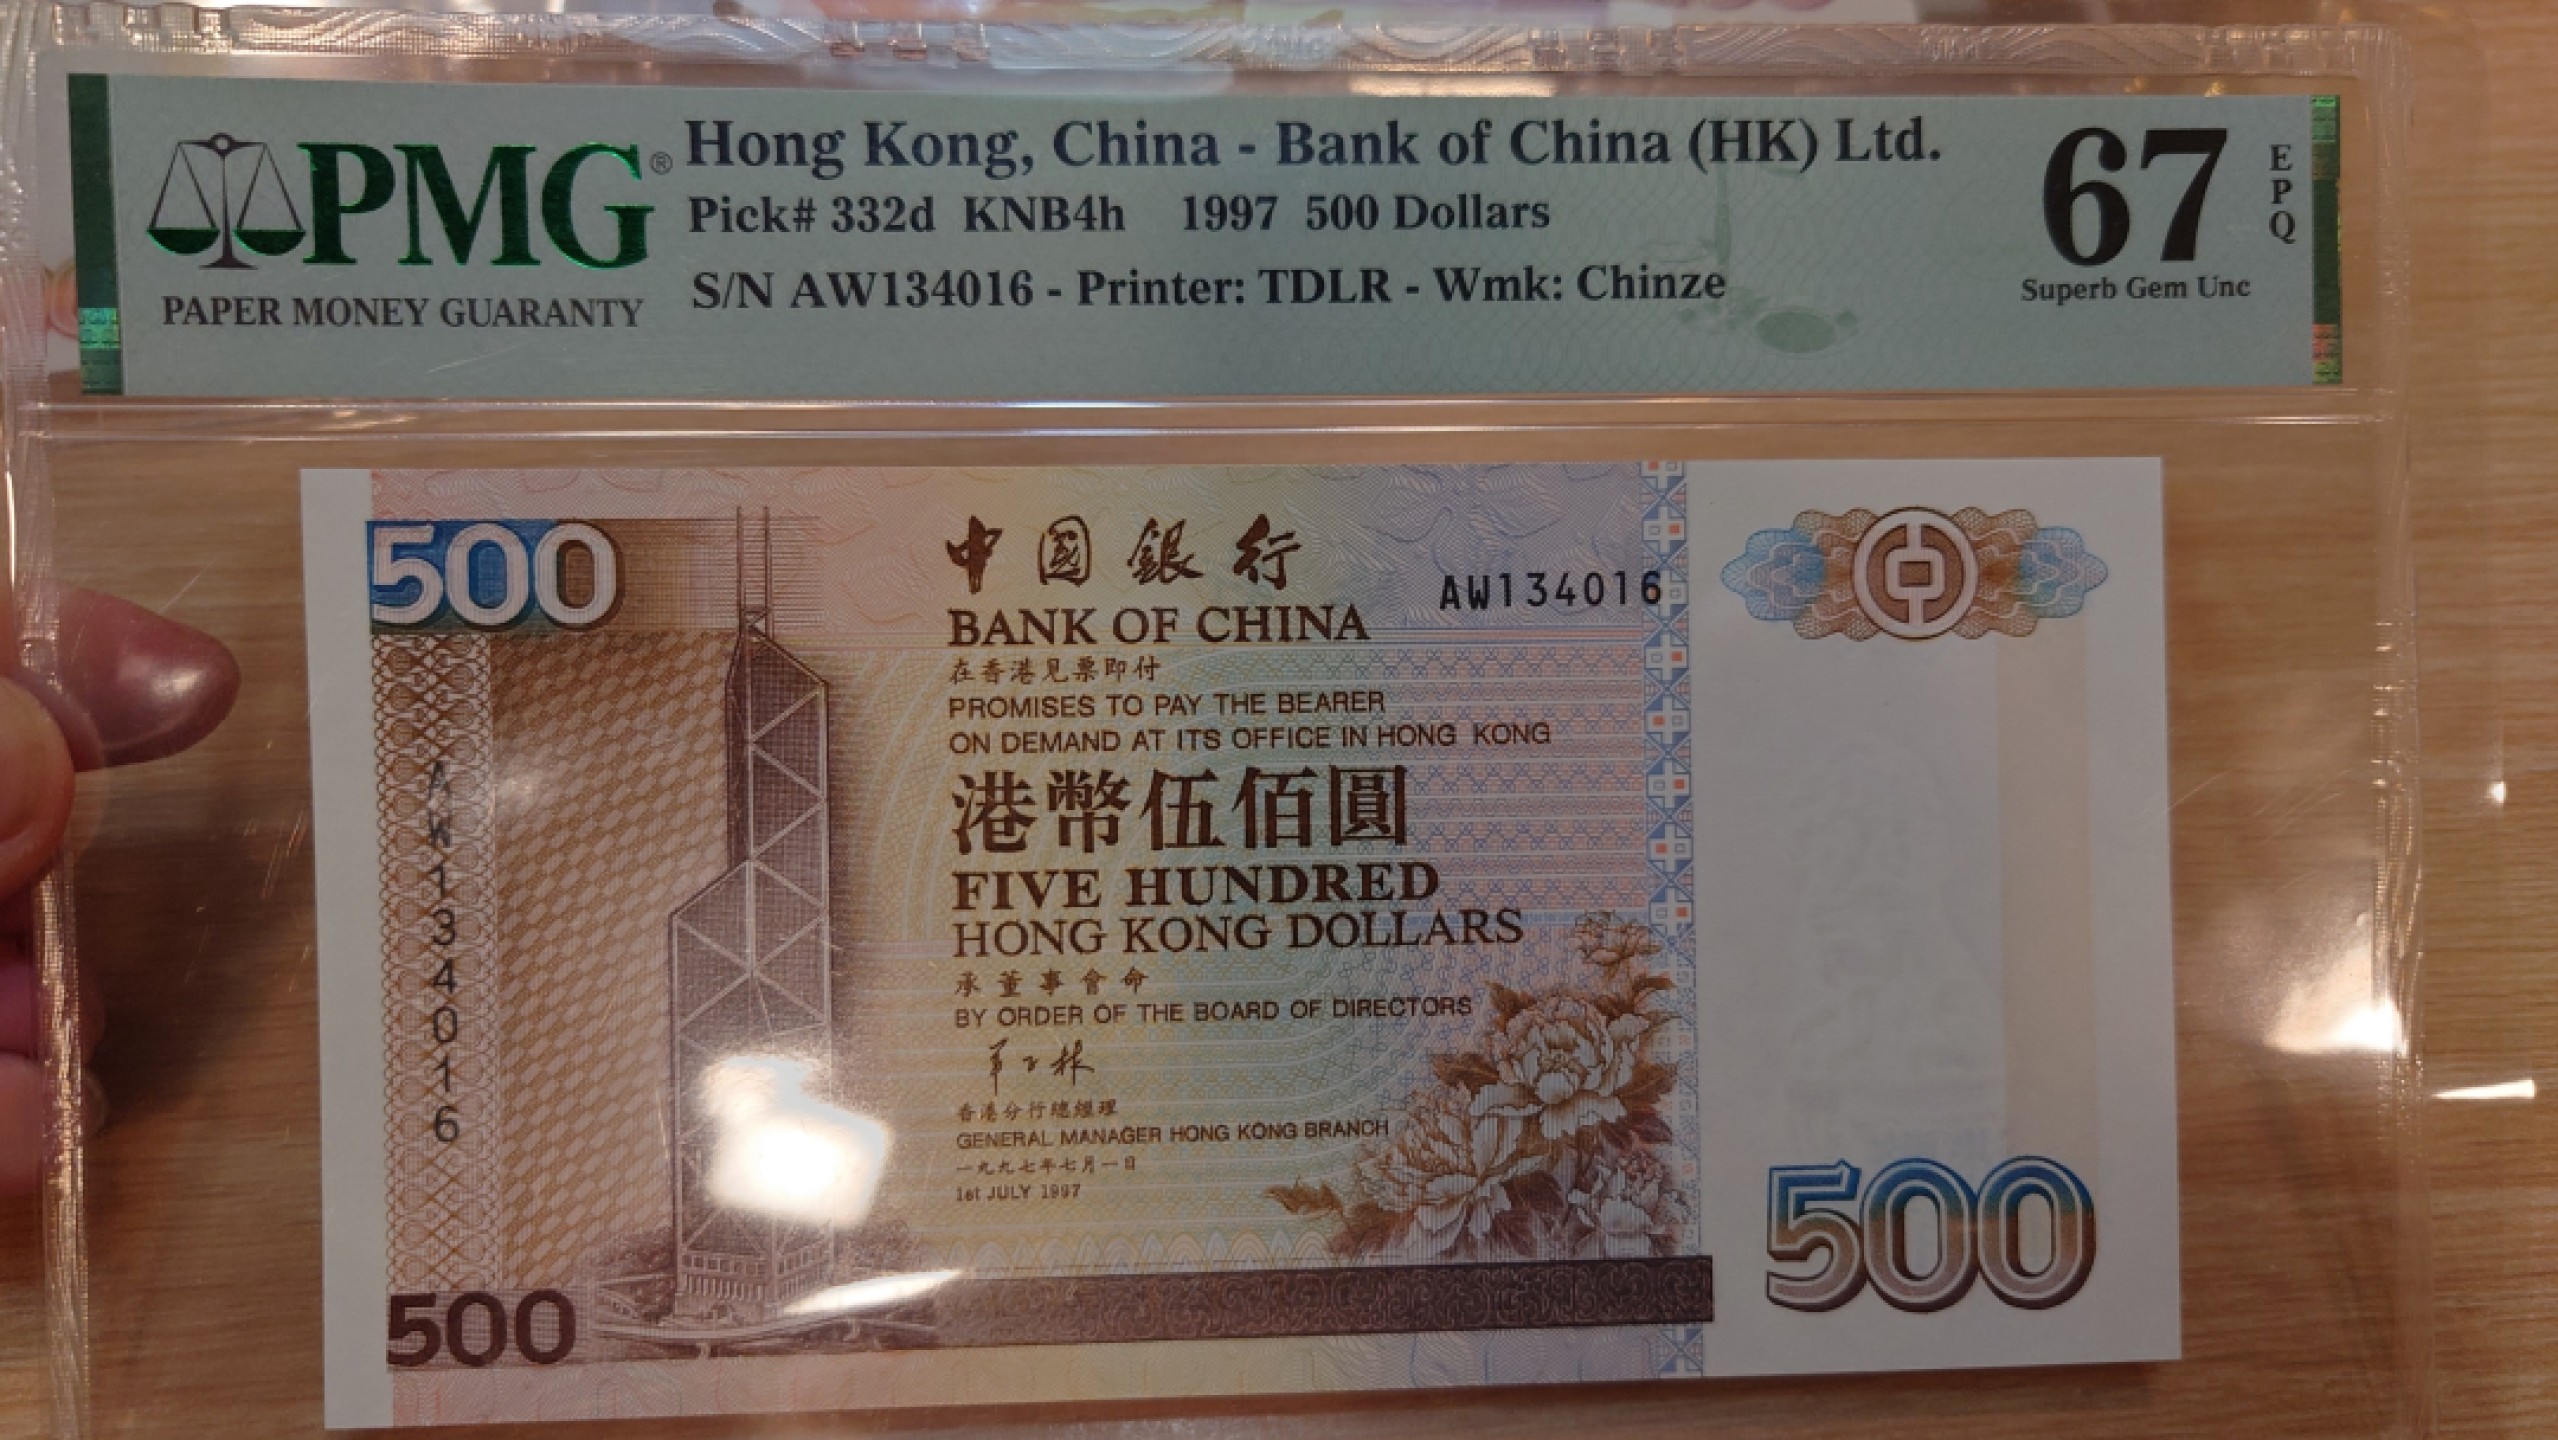 PMG®
PAPER MONEY GUARANTY
Hong Kong, China - Bank of China (HK) Ltd.
Pick# 332d KNB4h 1997 500 Dollars
S/N AW134016 - Printer: TDLR - Wmk: Chinze
67
EPQ
Superb Gem Unc
500
中國銀行
AW134016
BANK OF CHINA
在香港見票即付
PROMISES TO PAY THE BEARER
ON DEMAND AT ITS OFFICE IN HONG KONG
港幣伍佰圓
FIVE HUNDRED
HONG KONG DOLLARS
承董事會命
BY ORDER OF THE BOARD OF DIRECTORS
香港分行總經理
GENERAL MANAGER HONG KONG BRANCH
一九九七年七月一日
1st JULY 1997
AW134016
500
500